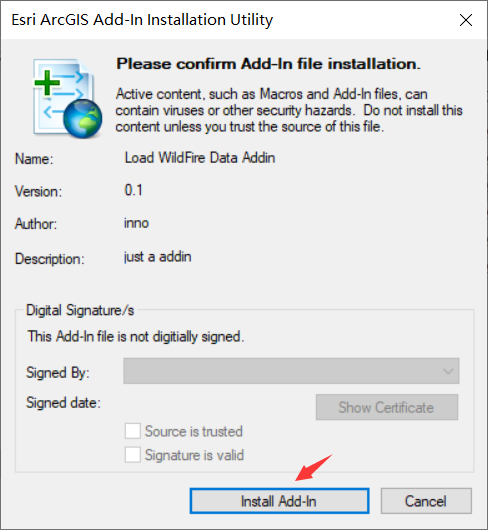 Esri ArcGIS Add-In Installation Utility
Please confirm Add-In file installation.
Active content, such as Macros and Add-In files, can
contain viruses or other security hazards. Do not install this
content unless you trust the source of this file.
Name: Load WildFire Data Addin
Version: 0.1
Author: inno
Description: just a addin
Digital Signature/s
This Add-In file is not digitially signed.
Signed By:
Signed date: Show Certificate
Source is trusted
Signature is valid
Install Add-In Cancel